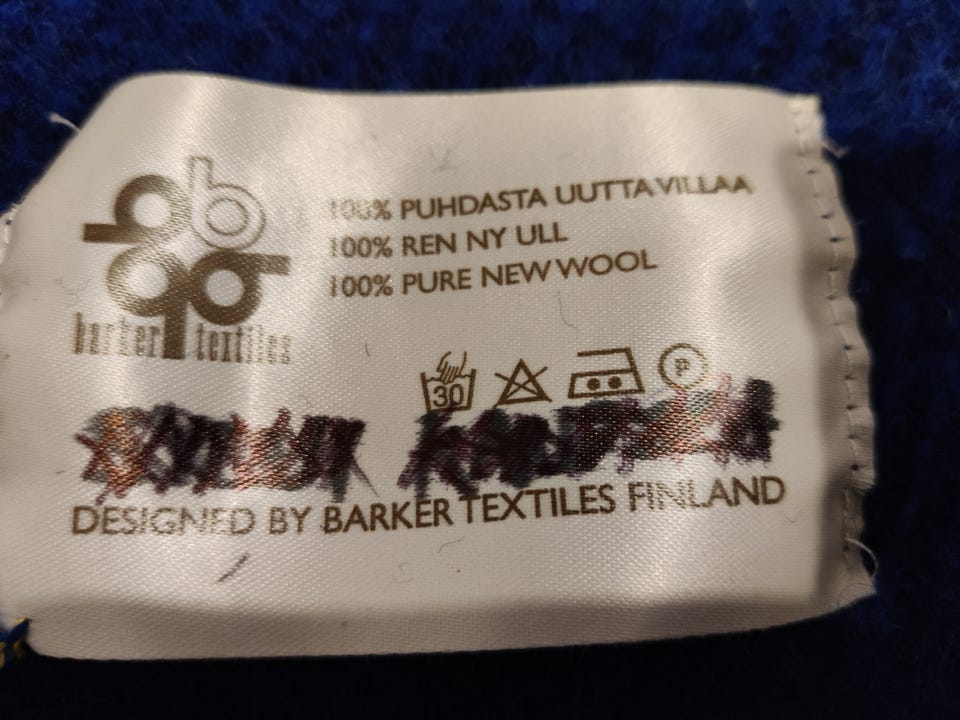 b
barker textiles
100% PUHDASTA UUTTA VILLAA
100% REN NY ULL
100% PURE NEW WOOL
30 P
DESIGNED BY BARKER TEXTILES FINLAND